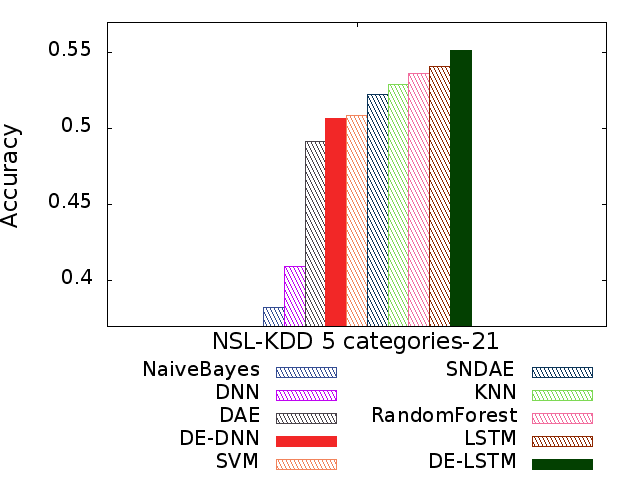 0.55
0.5
0.45
0.4
Accuracy
NSL-KDD 5 categories-21
NaiveBayes
DNN
DAE
DE-DNN
SVM
SNDAE
KNN
RandomForest
LSTM
DE-LSTM